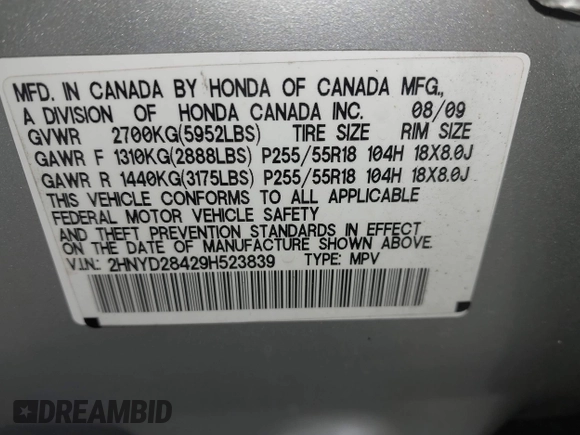 MFD. IN CANADA BY HONDA OF CANADA MFG.,
A DIVISION OF HONDA CANADA INC. 08/09
GVWR 2700KG(5952LBS) TIRE SIZE RIM SIZE
GAWR F 1310KG(2888LBS) P255/55R18 104H 18X8.0J
GAWR R 1440KG(3175LBS) P255/55R18 104H 18X8.0J
THIS VEHICLE CONFORMS TO ALL APPLICABLE
FEDERAL MOTOR VEHICLE SAFETY
AND THEFT PREVENTION STANDARDS IN EFFECT
ON THE DATE OF MANUFACTURE SHOWN ABOVE.
V.I.N.: 2HNYD28429H523839 TYPE: MPV
DREAMBID